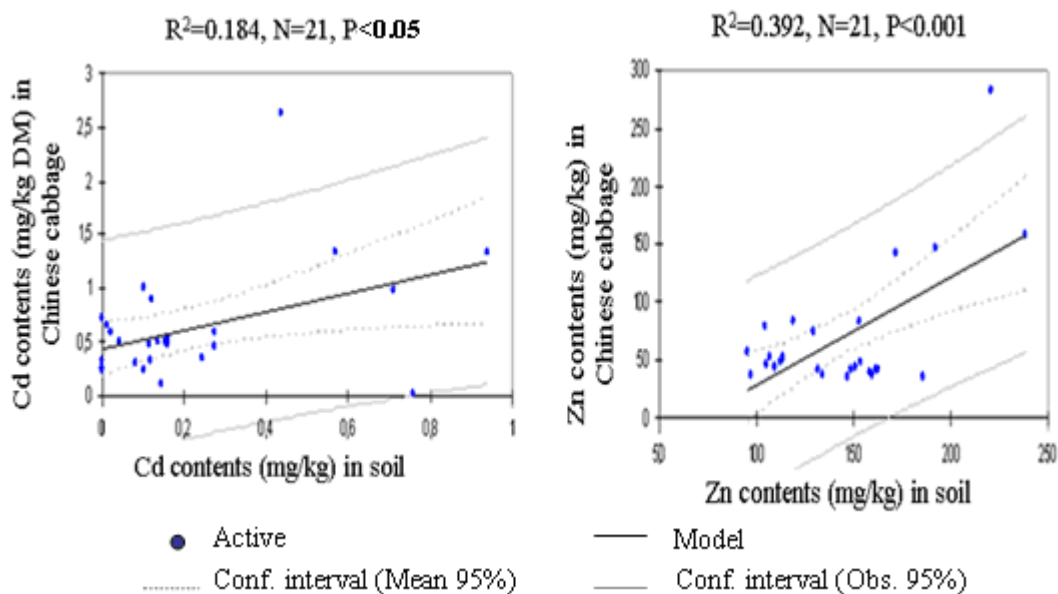 R²=0.184, N=21, P<0.05
Cd contents (mg/kg DM) in
Chinese cabbage
3
2,5
2
1,5
1
0,5
0
0
0,2
0,4
0,6
0,8
1
Cd contents (mg/kg) in soil
R²=0.392, N=21, P<0.001
Zn contents (mg/kg) in
Chinese cabbage
300
250
200
150
100
50
0
50
100
150
200
250
Zn contents (mg/kg) in soil
Active
Model
Conf. interval (Mean 95%)
Conf. interval (Obs. 95%)